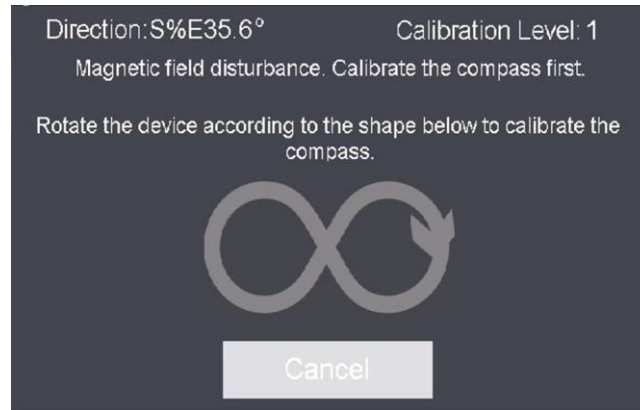 Direction:S%E35.6° Calibration Level: 1
Magnetic field disturbance. Calibrate the compass first.
Rotate the device according to the shape below to calibrate the
compass.
Cancel